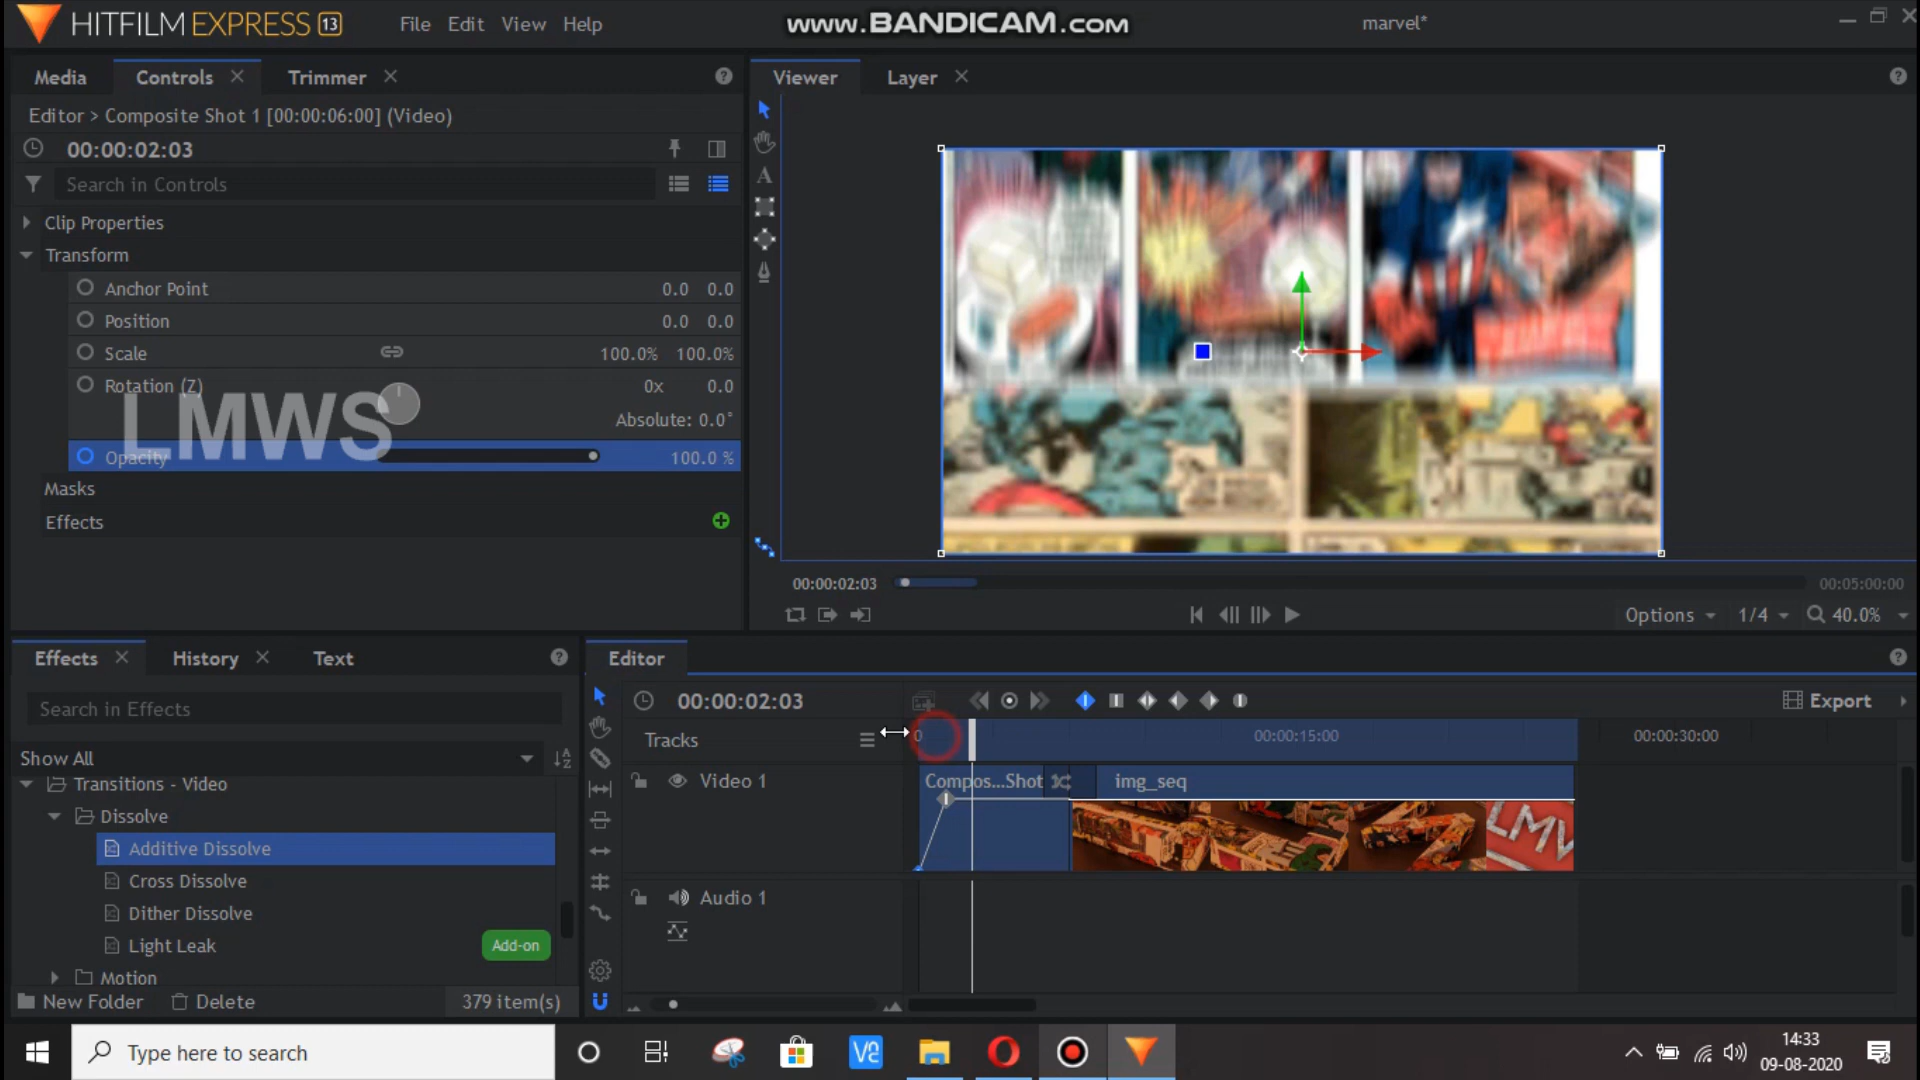 HITFILM EXPRESS 13
File Edit View Help
www.BANDICAM.com
marvel*
Media Controls Trimmer
Viewer Layer
Editor > Composite Shot 1 [00:00:06:00] (Video)
00:00:02:03
Search in Controls
Clip Properties
Transform
Anchor Point 0.0 0.0
Position 0.0 0.0
Scale 100.0% 100.0%
Rotation (Z) 0x 0.0
Absolute: 0.0°
LMWS
Opacity 100.0 %
Masks
Effects
00:00:02:03 00:05:00:00
Options 1/4 40.0%
Effects History Text
Editor
Search in Effects
00:00:02:03
Export
Tracks
0 00:00:15:00 00:00:30:00
Show All
Transitions - Video
Video 1
Compos...Shot img_seq
Dissolve
Additive Dissolve
Cross Dissolve
Dither Dissolve
Light Leak Add-on
Motion
Audio 1
New Folder Delete 379 item(s)
Type here to search
14:33
09-08-2020